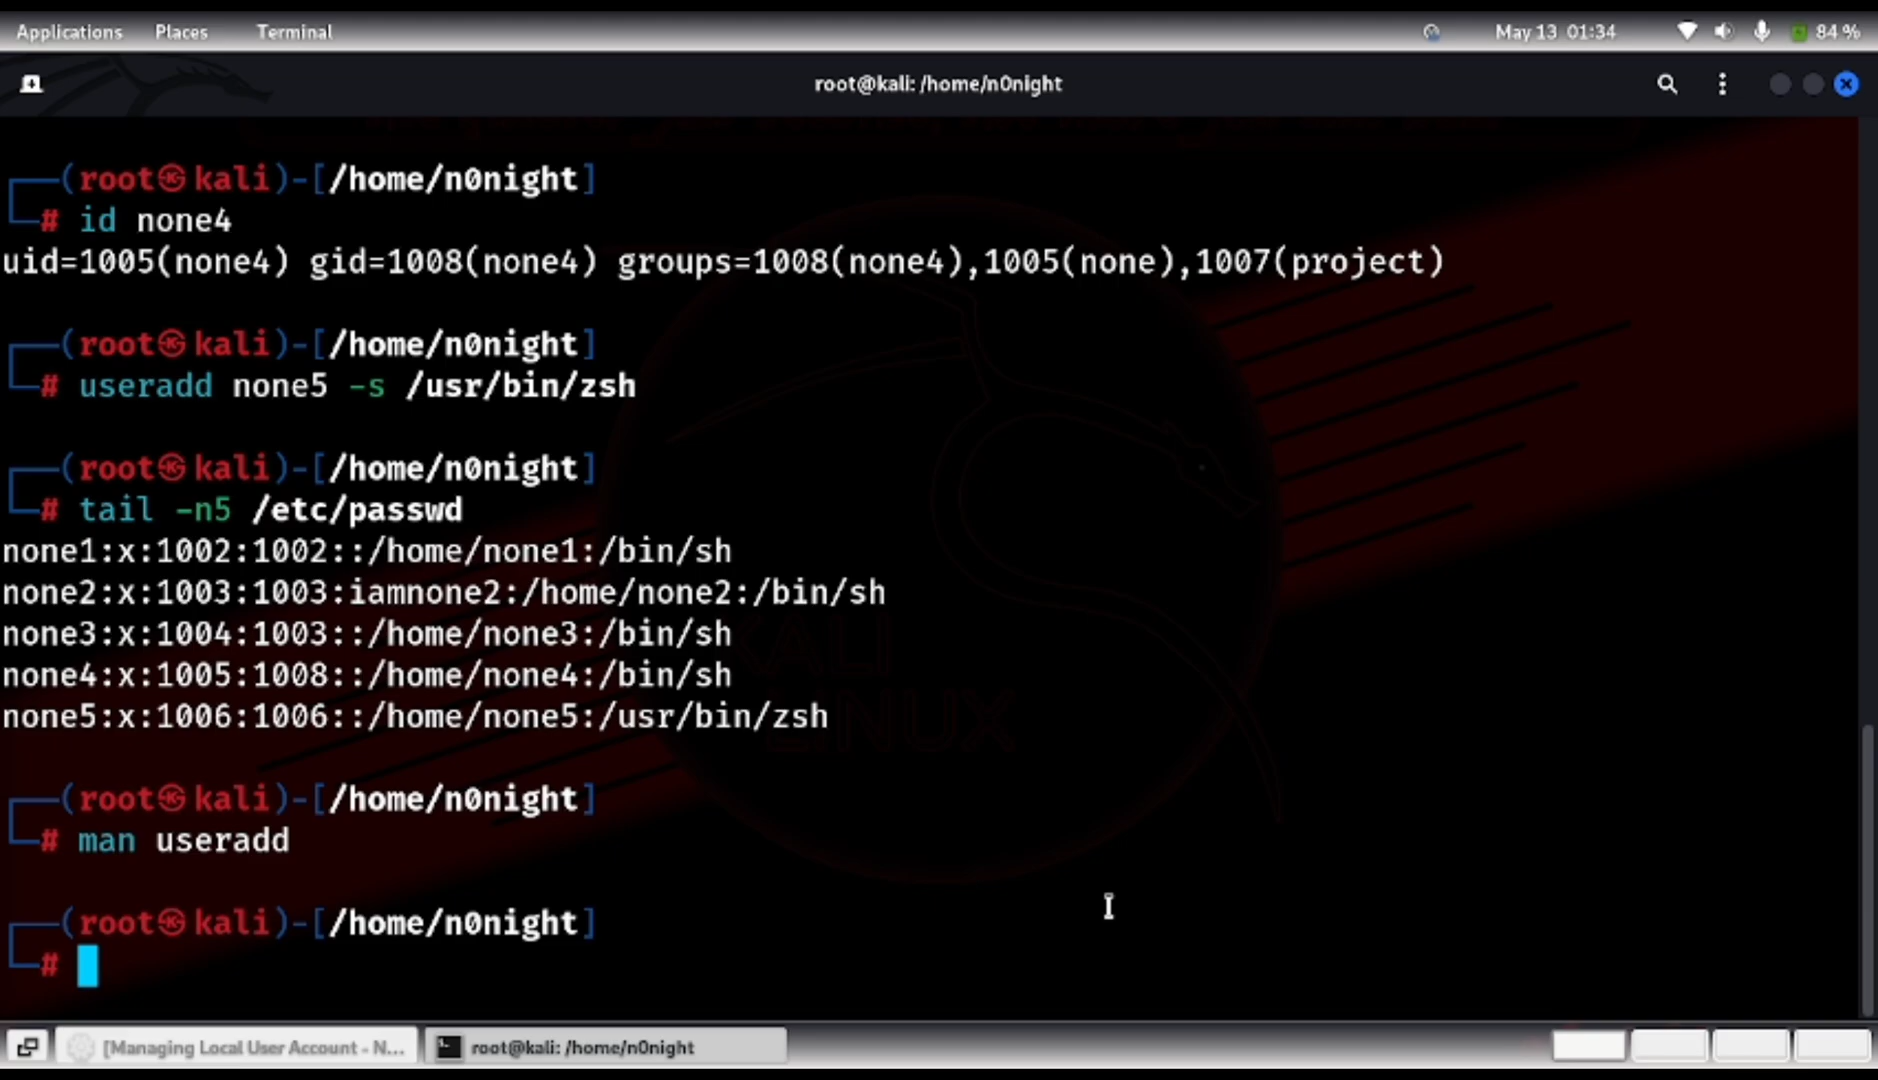 Applications Places Terminal May 13 01:34 84 %
root@kali: /home/n0night
┌──(root㉿kali)-[/home/n0night]
└─# id none4
uid=1005(none4) gid=1008(none4) groups=1008(none4),1005(none),1007(project)
┌──(root㉿kali)-[/home/n0night]
└─# useradd none5 -s /usr/bin/zsh
┌──(root㉿kali)-[/home/n0night]
└─# tail -n5 /etc/passwd
none1:x:1002:1002::/home/none1:/bin/sh
none2:x:1003:1003:iamnone2:/home/none2:/bin/sh
none3:x:1004:1003::/home/none3:/bin/sh
none4:x:1005:1008::/home/none4:/bin/sh
none5:x:1006:1006::/home/none5:/usr/bin/zsh
┌──(root㉿kali)-[/home/n0night]
└─# man useradd
┌──(root㉿kali)-[/home/n0night]
└─#
KALI
LINUX
[Managing Local User Account - N... root@kali: /home/n0night